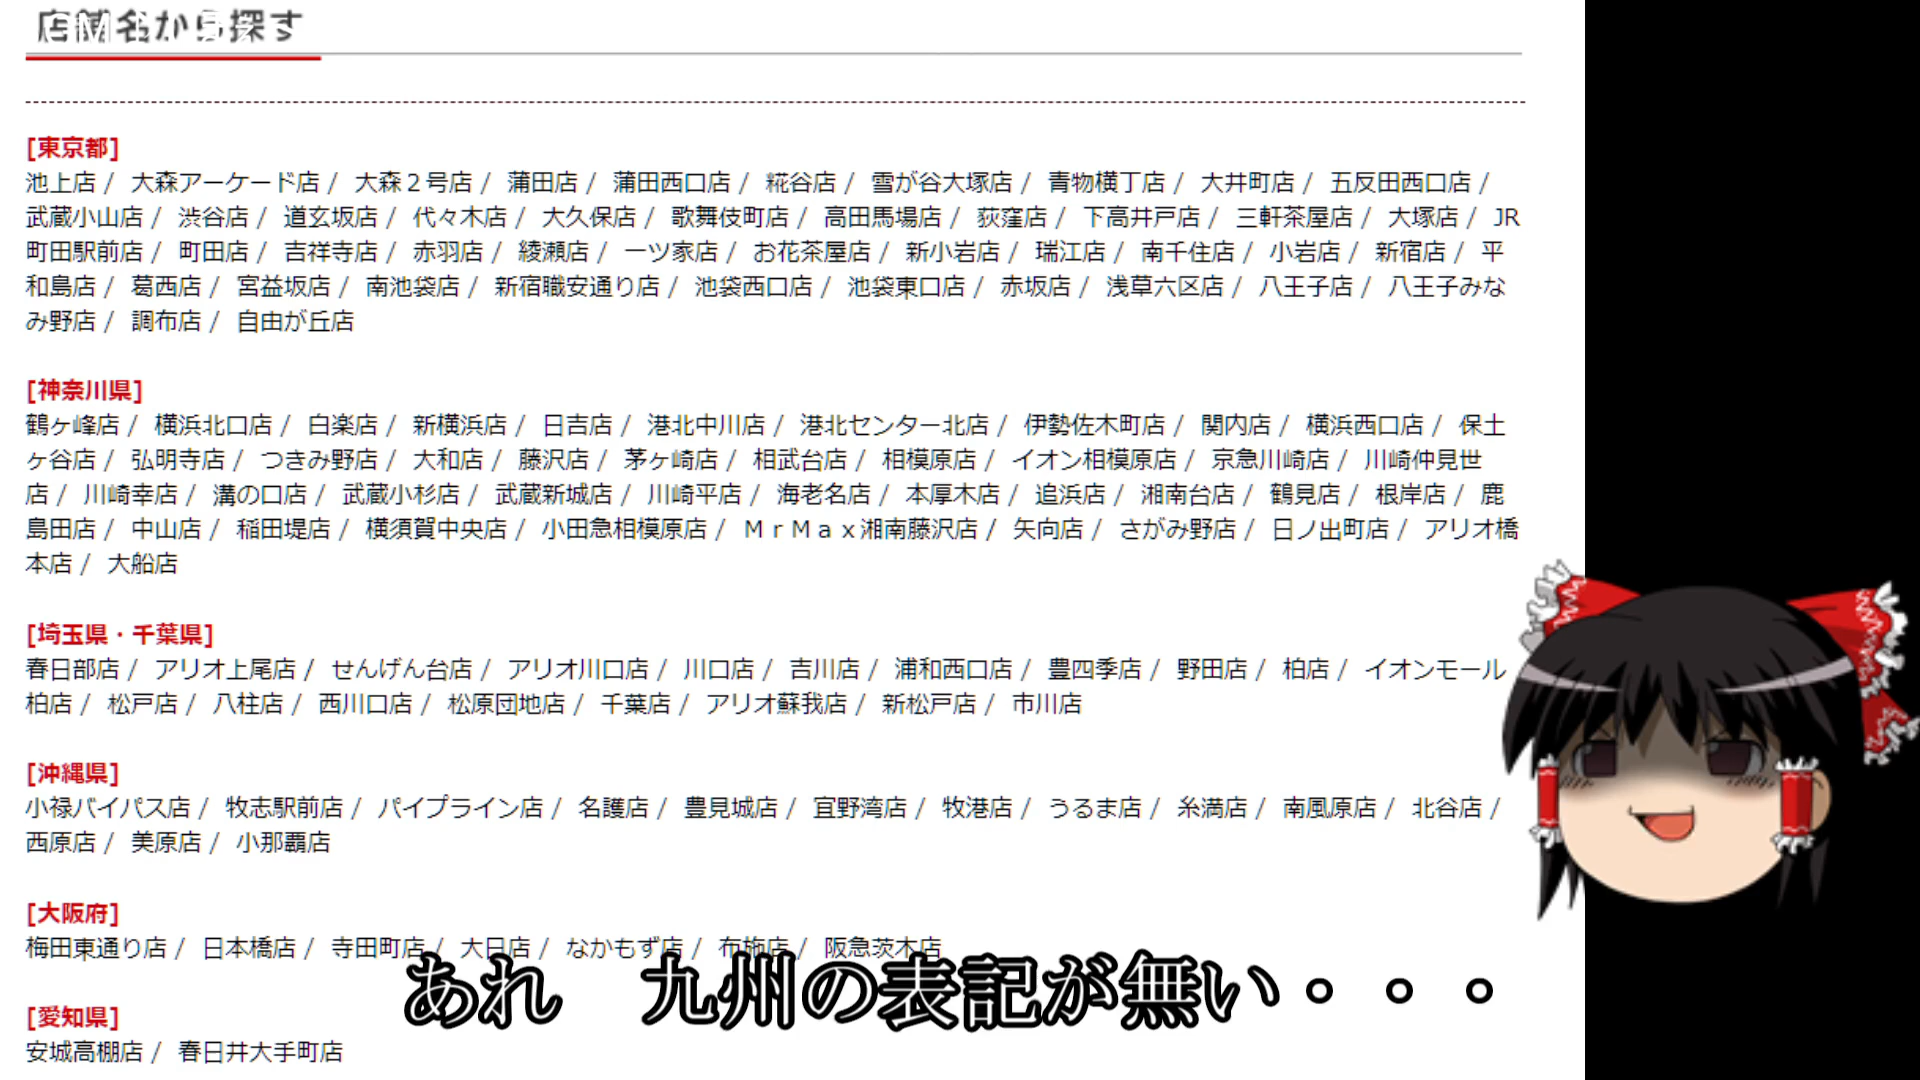 店舗名から探す
[東京都]
池上店 / 大森アーケード店 / 大森２号店 / 蒲田店 / 蒲田西口店 / 糀谷店 / 雪が谷大塚店 / 青物横丁店 / 大井町店 / 五反田西口店 /
武蔵小山店 / 渋谷店 / 道玄坂店 / 代々木店 / 大久保店 / 歌舞伎町店 / 高田馬場店 / 荻窪店 / 下高井戸店 / 三軒茶屋店 / 大塚店 / JR
町田駅前店 / 町田店 / 吉祥寺店 / 赤羽店 / 綾瀬店 / 一ツ家店 / お花茶屋店 / 新小岩店 / 瑞江店 / 南千住店 / 小岩店 / 新宿店 / 平
和島店 / 葛西店 / 宮益坂店 / 南池袋店 / 新宿職安通り店 / 池袋西口店 / 池袋東口店 / 赤坂店 / 浅草六区店 / 八王子店 / 八王子みな
み野店 / 調布店 / 自由が丘店
[神奈川県]
鶴ヶ峰店 / 横浜北口店 / 白楽店 / 新横浜店 / 日吉店 / 港北中川店 / 港北センター北店 / 伊勢佐木町店 / 関内店 / 横浜西口店 / 保土
ヶ谷店 / 弘明寺店 / つきみ野店 / 大和店 / 藤沢店 / 茅ヶ崎店 / 相武台店 / 相模原店 / イオン相模原店 / 京急川崎店 / 川崎仲見世
店 / 川崎幸店 / 溝の口店 / 武蔵小杉店 / 武蔵新城店 / 川崎平店 / 海老名店 / 本厚木店 / 追浜店 / 湘南台店 / 鶴見店 / 根岸店 / 鹿
島田店 / 中山店 / 稲田堤店 / 横須賀中央店 / 小田急相模原店 / ＭｒＭａｘ湘南藤沢店 / 矢向店 / さがみ野店 / 日ノ出町店 / アリオ橋
本店 / 大船店
[埼玉県・千葉県]
春日部店 / アリオ上尾店 / せんげん台店 / アリオ川口店 / 川口店 / 吉川店 / 浦和西口店 / 豊四季店 / 野田店 / 柏店 / イオンモール
柏店 / 松戸店 / 八柱店 / 西川口店 / 松原団地店 / 千葉店 / アリオ蘇我店 / 新松戸店 / 市川店
[沖縄県]
小禄バイパス店 / 牧志駅前店 / パイプライン店 / 名護店 / 豊見城店 / 宜野湾店 / 牧港店 / うるま店 / 糸満店 / 南風原店 / 北谷店 /
西原店 / 美原店 / 小那覇店
[大阪府]
梅田東通り店 / 日本橋店 / 寺田町店 / 大日店 / なかもず店 / 布施店 / 阪急茨木店
あれ 九州の表記が無い・・・
[愛知県]
安城高棚店 / 春日井大手町店